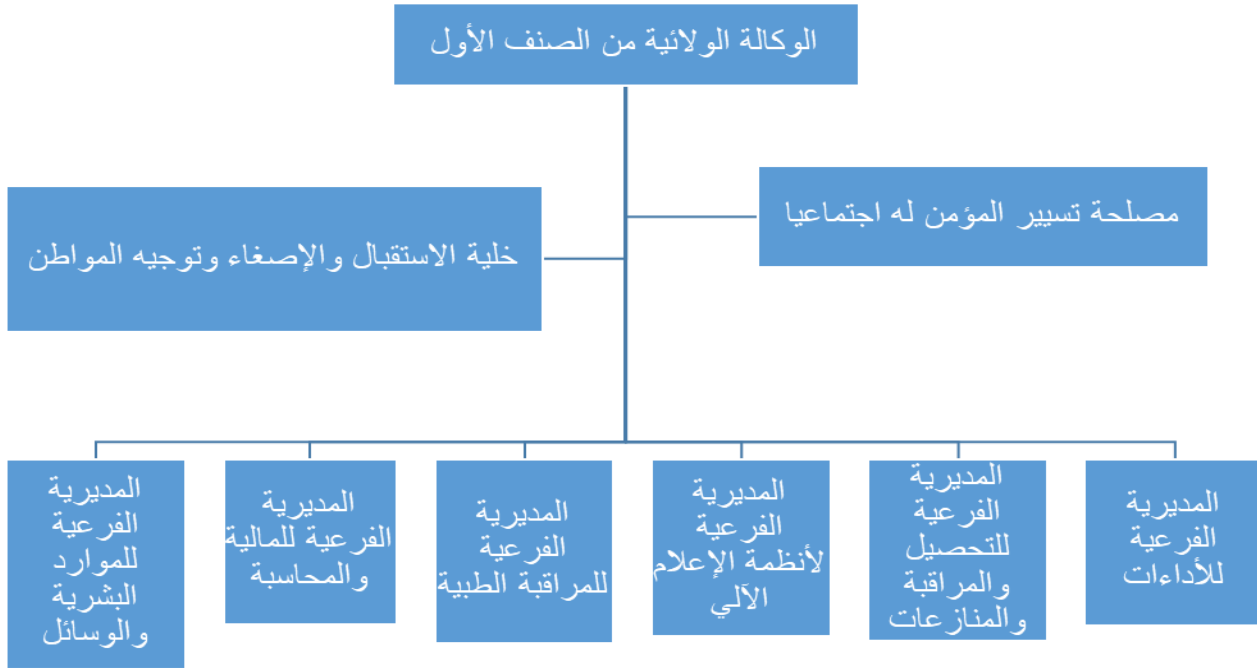 الوكالة الولائية من الصنف الأول
مصلحة تسيير المؤمن له اجتماعيا
خلية الاستقبال والإصغاء وتوجيه المواطن
المديرية
الفرعية
للأداءات
المديرية
الفرعية
للتحصيل
والمراقبة
والمنازعات
المديرية
الفرعية
لأنظمة الإعلام
الآلي
المديرية
الفرعية
للمراقبة الطبية
المديرية
الفرعية للمالية
والمحاسبة
المديرية
الفرعية
للموارد
البشرية
والوسائل